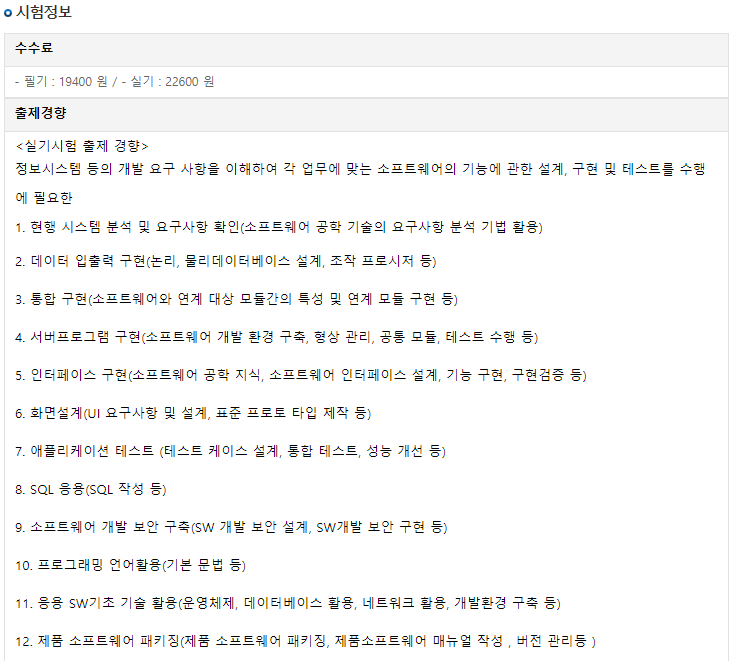 시험정보
수수료
- 필기 : 19400 원 / - 실기 : 22600 원
출제경향
<실기시험 출제 경향>
정보시스템 등의 개발 요구 사항을 이해하여 각 업무에 맞는 소프트웨어의 기능에 관한 설계, 구현 및 테스트를 수행
에 필요한
1. 현행 시스템 분석 및 요구사항 확인(소프트웨어 공학 기술의 요구사항 분석 기법 활용)
2. 데이터 입출력 구현(논리, 물리데이터베이스 설계, 조작 프로시저 등)
3. 통합 구현(소프트웨어와 연계 대상 모듈간의 특성 및 연계 모듈 구현 등)
4. 서버프로그램 구현(소프트웨어 개발 환경 구축, 형상 관리, 공통 모듈, 테스트 수행 등)
5. 인터페이스 구현(소프트웨어 공학 지식, 소프트웨어 인터페이스 설계, 기능 구현, 구현검증 등)
6. 화면설계(UI 요구사항 및 설계, 표준 프로토 타입 제작 등)
7. 애플리케이션 테스트 (테스트 케이스 설계, 통합 테스트, 성능 개선 등)
8. SQL 응용(SQL 작성 등)
9. 소프트웨어 개발 보안 구축(SW 개발 보안 설계, SW개발 보안 구현 등)
10. 프로그래밍 언어활용(기본 문법 등)
11. 응용 SW기초 기술 활용(운영체제, 데이터베이스 활용, 네트워크 활용, 개발환경 구축 등)
12. 제품 소프트웨어 패키징(제품 소프트웨어 패키징, 제품소프트웨어 매뉴얼 작성 , 버전 관리등 )